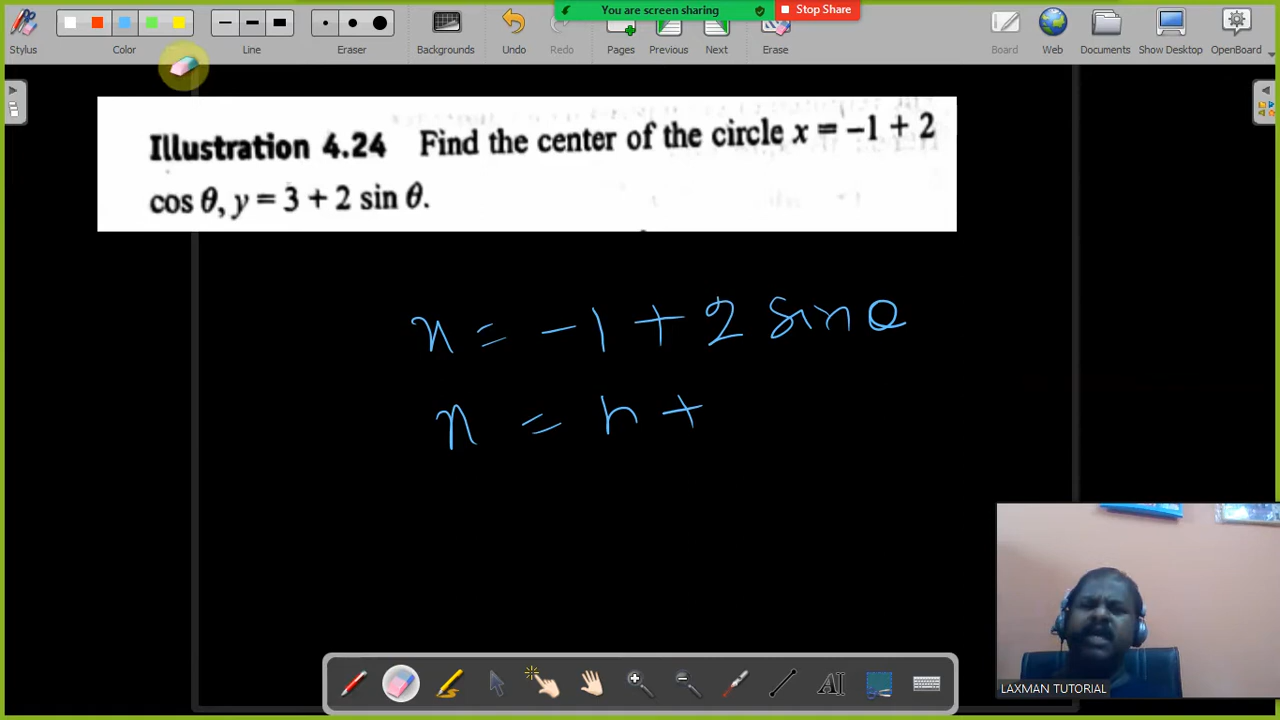 You are screen sharing
Stop Share
Stylus
Color
Line
Eraser
Backgrounds
Undo
Redo
Pages
Previous
Next
Erase
Board
Web
Documents
Show Desktop
OpenBoard
Illustration 4.24 Find the center of the circle x = −1 + 2
cos θ, y = 3 + 2 sin θ.
x = −1 + 2 sin θ
x = h +
LAXMAN TUTORIAL